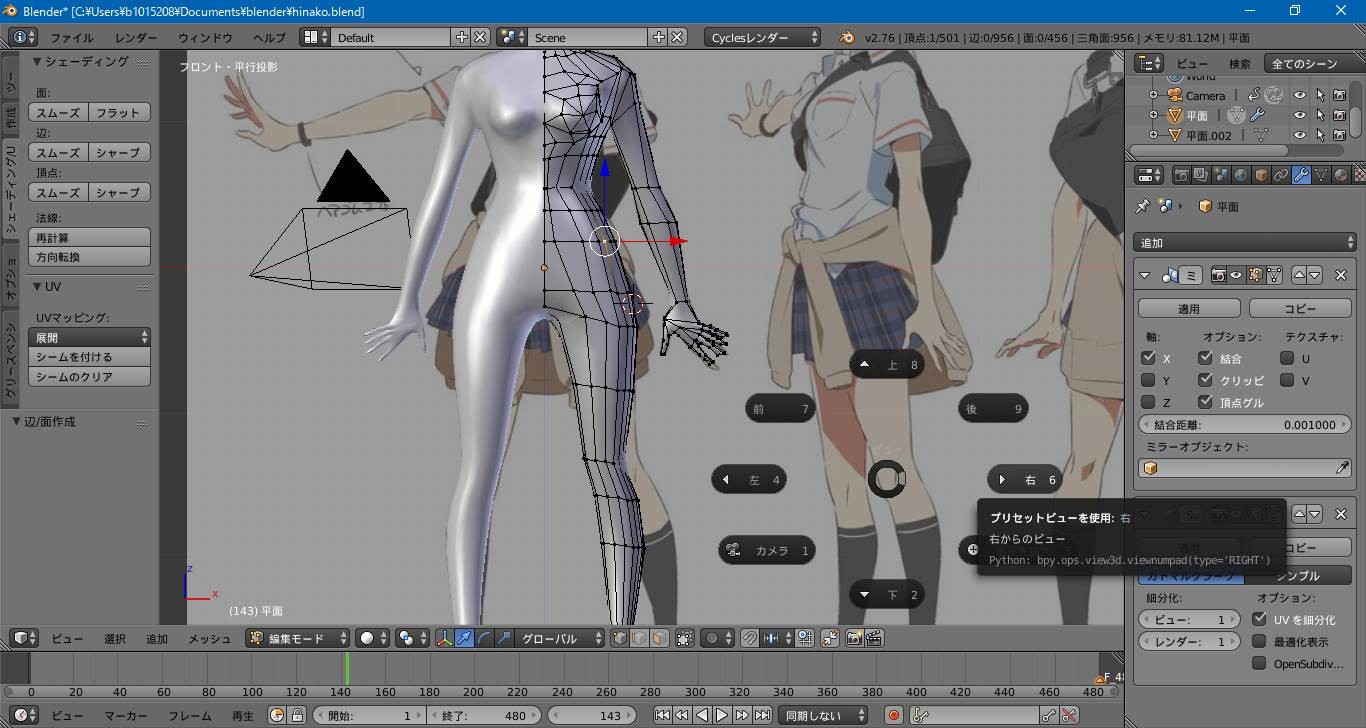 Blender* [C:¥Users¥b1015208¥Documents¥blender¥hinako.blend]
ファイル レンダー ウィンドウ ヘルプ Default Scene Cyclesレンダー v2.76 | 頂点:1/501 | 辺:0/956 | 面:0/456 | 三角面:956 | メモリ:81.12M | 平面
シェーディング
面:
スムーズ フラット
辺:
スムーズ シャープ
頂点:
スムーズ シャープ
法線:
再計算
方向転換
UV
UVマッピング:
展開
シームを付ける
シームのクリア
辺/面作成
ツー
作成
シェーディング/U
オプショ
グリースペンシ
フロント・平行投影
上 8
前 7
後 9
左 4
右 6
カメラ 1
下 2
プリセットビューを使用: 右
右からのビュー
Python: bpy.ops.view3d.viewnumpad(type='RIGHT')
z
x
(143) 平面
ビュー 検索 全てのシーン
World
Camera
平面
平面.002
平面
追加
ミ
適用 コピー
軸: オプション: テクスチャ:
X 結合 U
Y クリッピ V
Z 頂点グル
結合距離: 0.001000
ミラーオブジェクト:
コピー
カトマルクラーク シンプル
細分化: オプション:
ビュー: 1 UV を細分化
レンダー: 1 最適化表示
OpenSubdiv...
ビュー 選択 追加 メッシュ 編集モード グローバル
F_48
0 20 40 60 80 100 120 140 160 180 200 220 240 260 280 300 320 340 360 380 400 420 440 460 480
ビュー マーカー フレーム 再生 開始: 1 終了: 480 143 同期しない